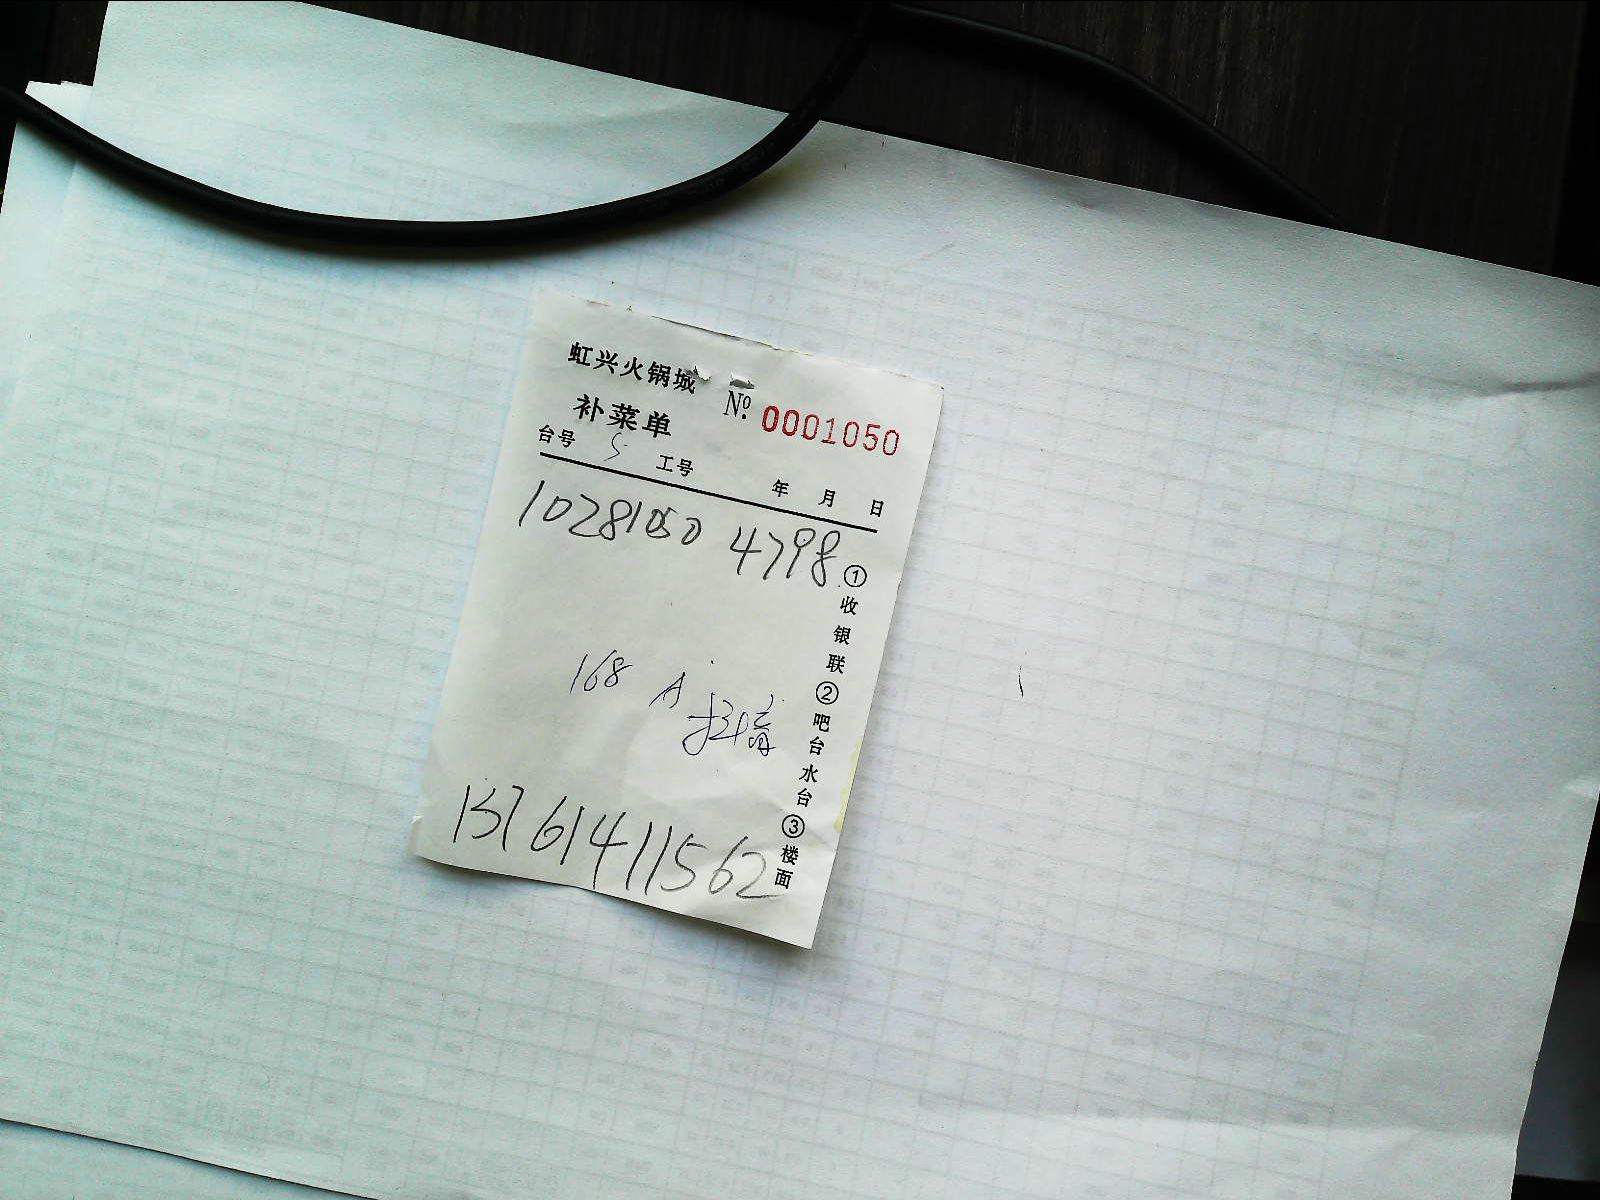 虹兴火锅城
补菜单 № 0001050
台号 5 工号 年 月 日
10281050 4798
168 A
13761411562
①收银联②吧台水台③楼面